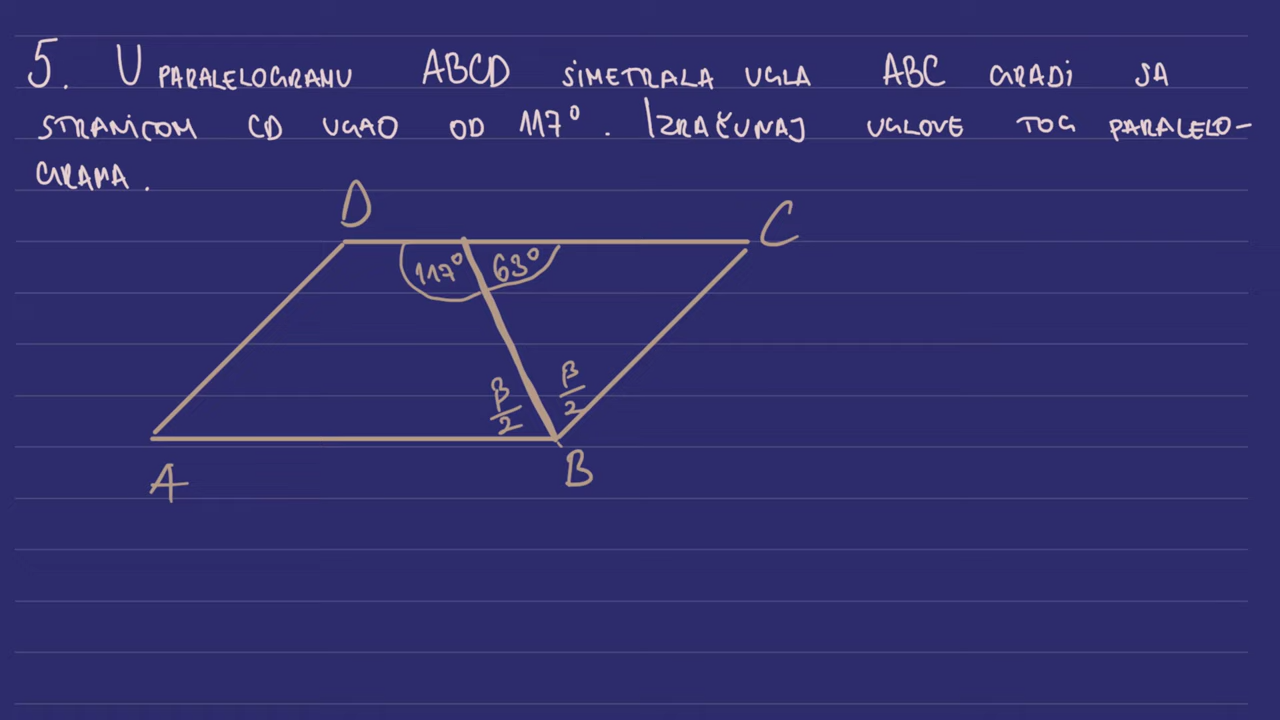 5. U PARALELOGRAMU ABCD SIMETRALA UGLA ABC GRADI SA
STRANICOM CD UGAO OD 117°. IZRAČUNAJ UGLOVE TOG PARALELO-
GRAMA.
D
C
117° 63°
β/2 β/2
A
B